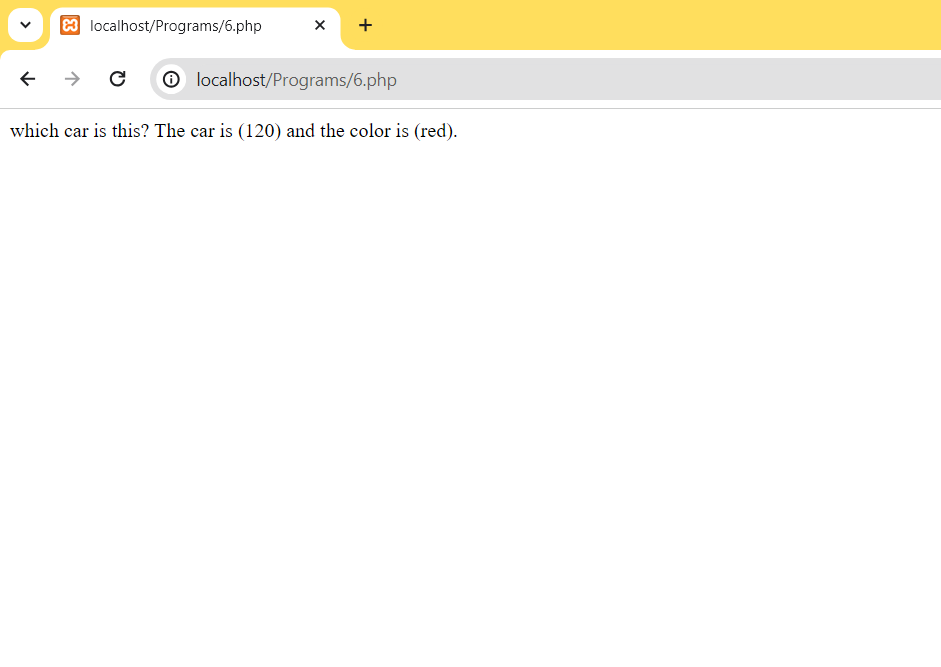 localhost/Programs/6.php
localhost/Programs/6.php
which car is this? The car is (120) and the color is (red).